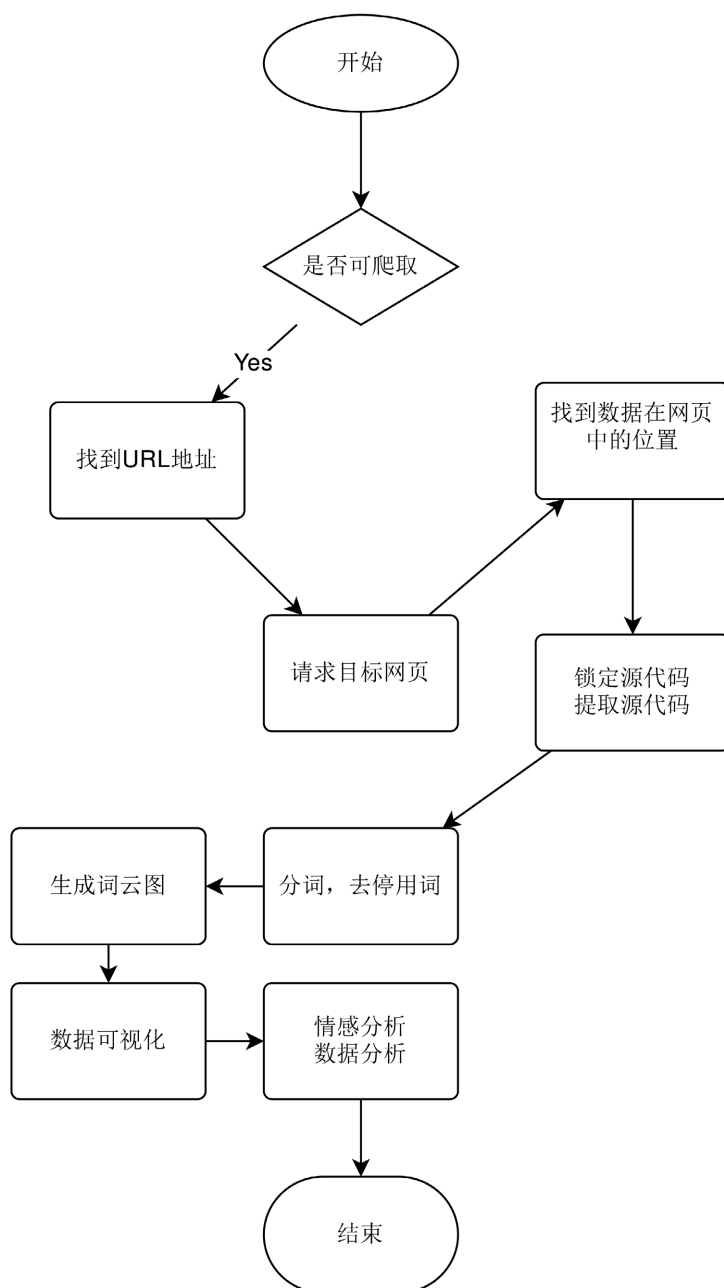 开始
是否可爬取
Yes
找到URL地址
请求目标网页
找到数据在网页
中的位置
锁定源代码
提取源代码
分词，去停用词
生成词云图
数据可视化
情感分析
数据分析
结束